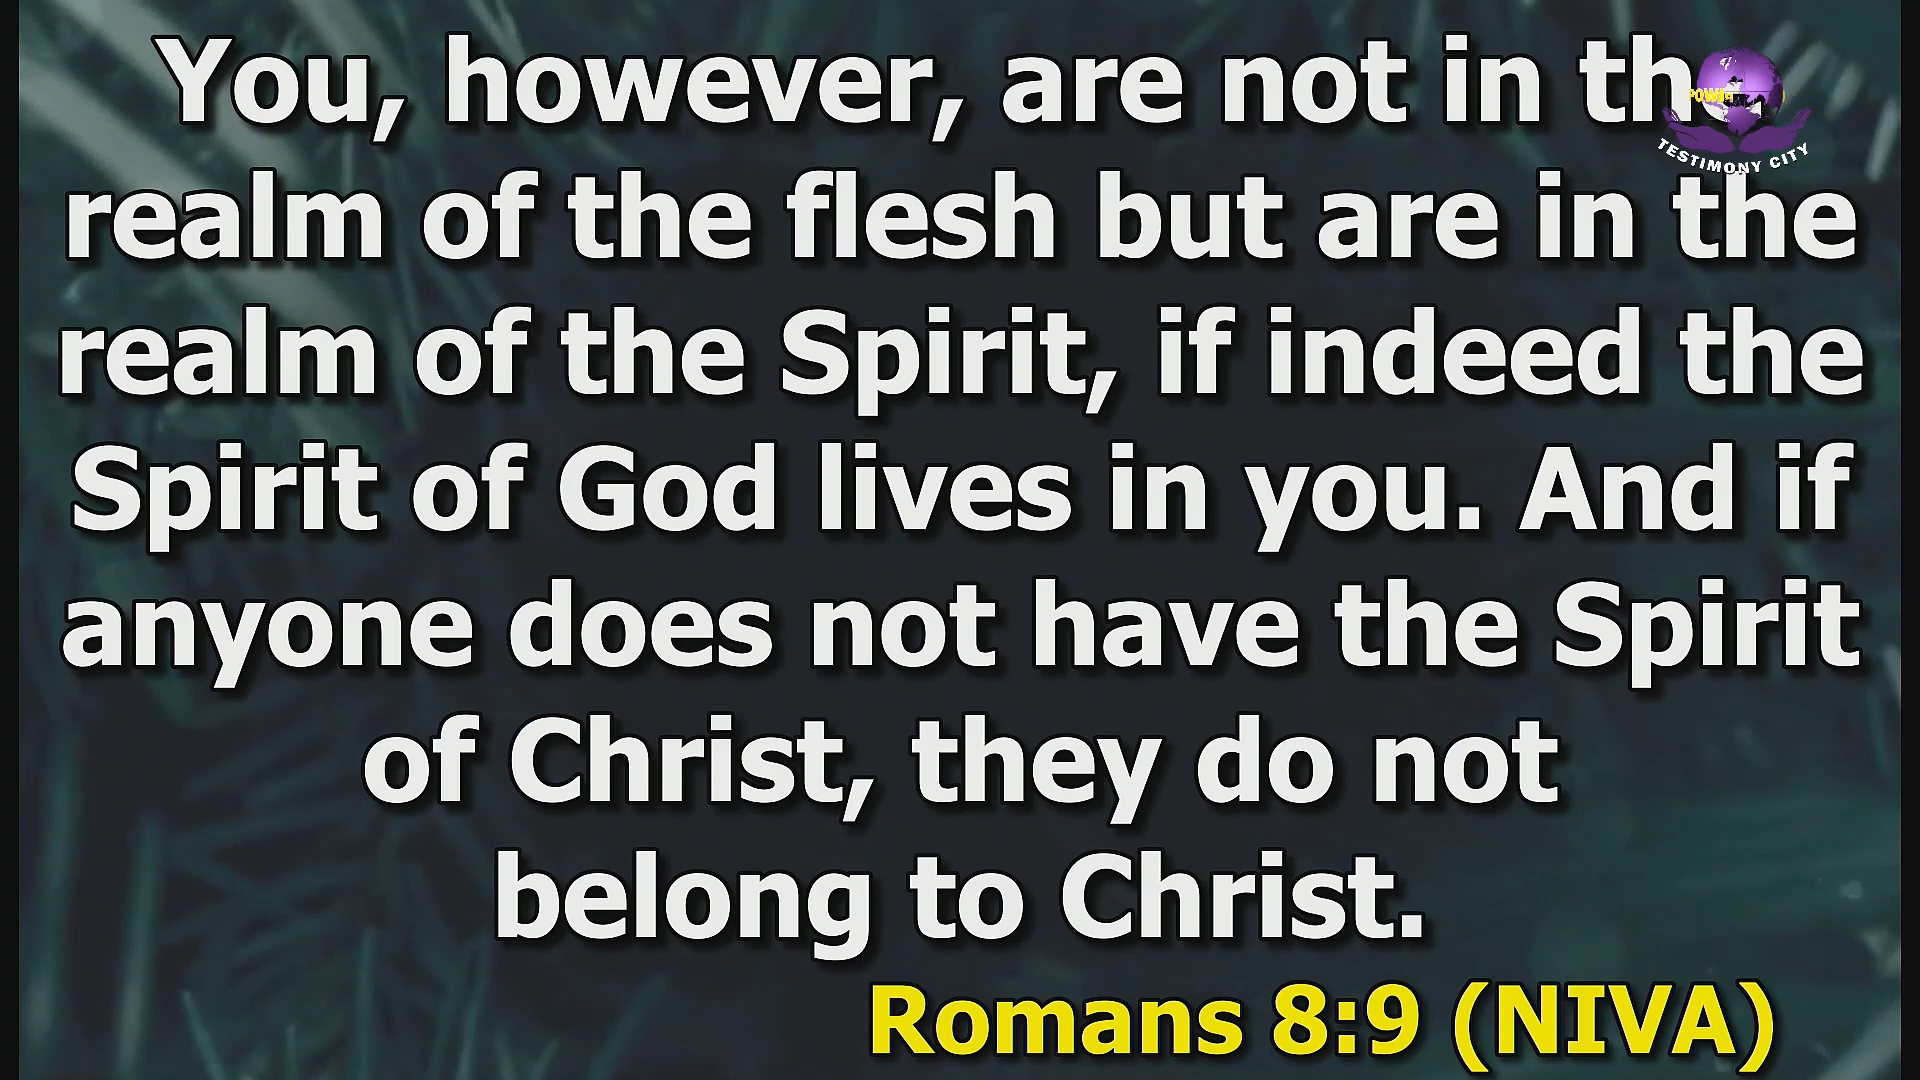 You, however, are not in the
realm of the flesh but are in the
realm of the Spirit, if indeed the
Spirit of God lives in you. And if
anyone does not have the Spirit
of Christ, they do not
belong to Christ.
Romans 8:9 (NIVA)
TESTIMONY CITY